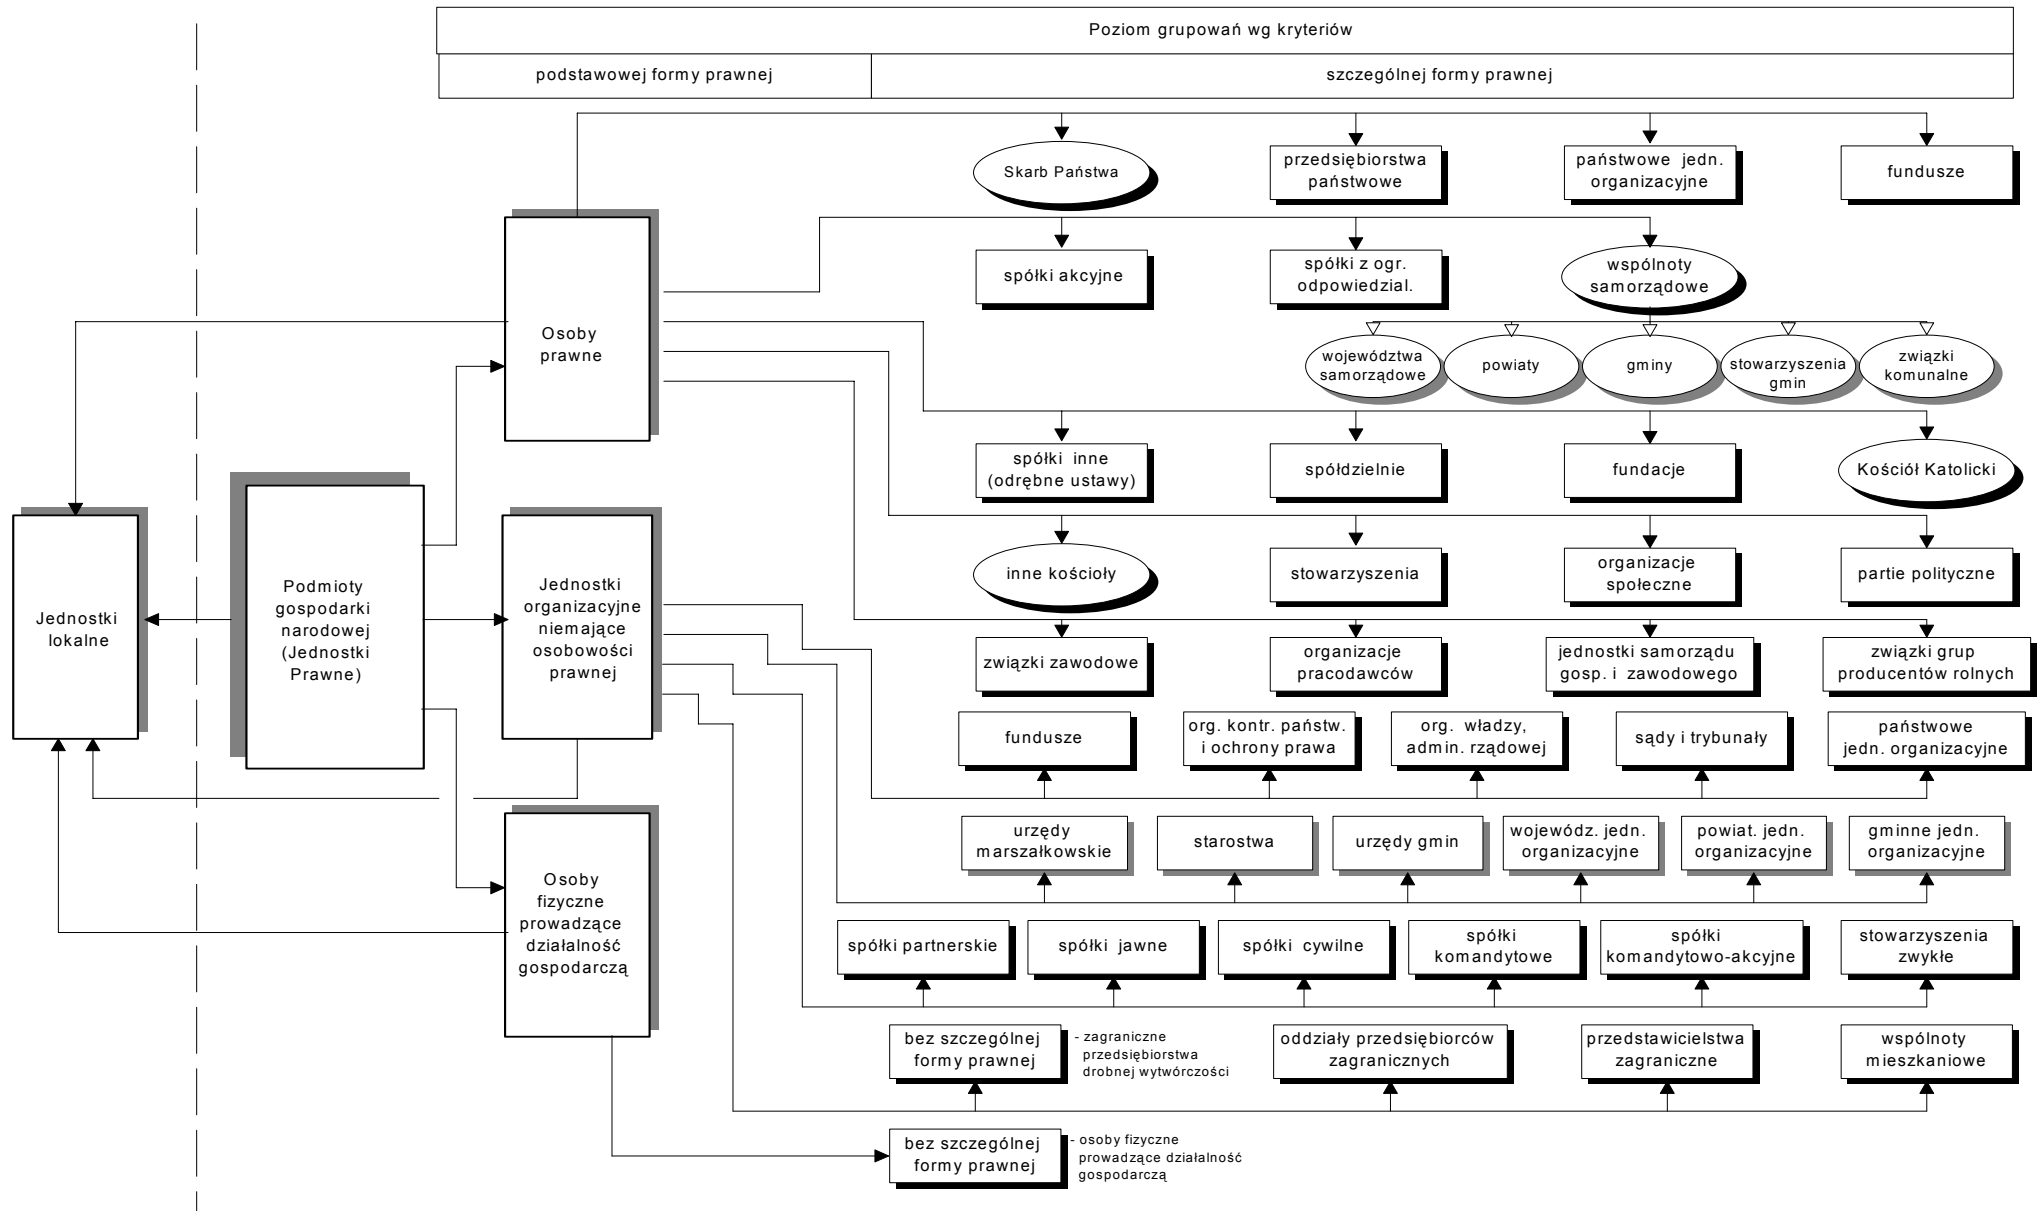 Poziom grupowań wg kryteriów
podstawowej formy prawnej
szczególnej formy prawnej
Skarb Państwa
przedsiębiorstwa
państwowe
państwowe jedn.
organizacyjne
fundusze
spółki akcyjne
spółki z ogr.
odpowiedzial.
wspólnoty
samorządowe
Osoby
prawne
województwa
samorządowe
powiaty
gminy
stowarzyszenia
gmin
związki
komunalne
spółki inne
(odrębne ustawy)
spółdzielnie
fundacje
Kościół Katolicki
inne kościoły
stowarzyszenia
organizacje
społeczne
partie polityczne
Jednostki
lokalne
Podmioty
gospodarki
narodowej
(Jednostki
Prawne)
Jednostki
organizacyjne
niemające
osobowości
prawnej
związki zawodowe
organizacje
pracodawców
jednostki samorządu
gosp. i zawodowego
związki grup
producentów rolnych
fundusze
org. kontr. państw.
i ochrony prawa
org. władzy,
admin. rządowej
sądy i trybunały
państwowe
jedn. organizacyjne
urzędy
marszałkowskie
starostwa
urzędy gmin
wojewódz. jedn.
organizacyjne
powiat. jedn.
organizacyjne
gminne jedn.
organizacyjne
Osoby
fizyczne
prowadzące
działalność
gospodarczą
spółki partnerskie
spółki jawne
spółki cywilne
spółki
komandytowe
spółki
komandytowo-akcyjne
stowarzyszenia
zwykłe
bez szczególnej
formy prawnej
- zagraniczne
przedsiębiorstwa
drobnej wytwórczości
oddziały przedsiębiorców
zagranicznych
przedstawicielstwa
zagraniczne
wspólnoty
mieszkaniowe
bez szczególnej
formy prawnej
- osoby fizyczne
prowadzące działalność
gospodarczą